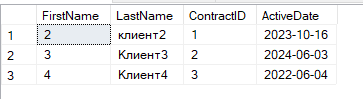 FirstName LastName ContractID ActiveDate
1 2 клиент2 1 2023-10-16
2 3 Клиент3 2 2024-06-03
3 4 Клиент4 3 2022-06-04